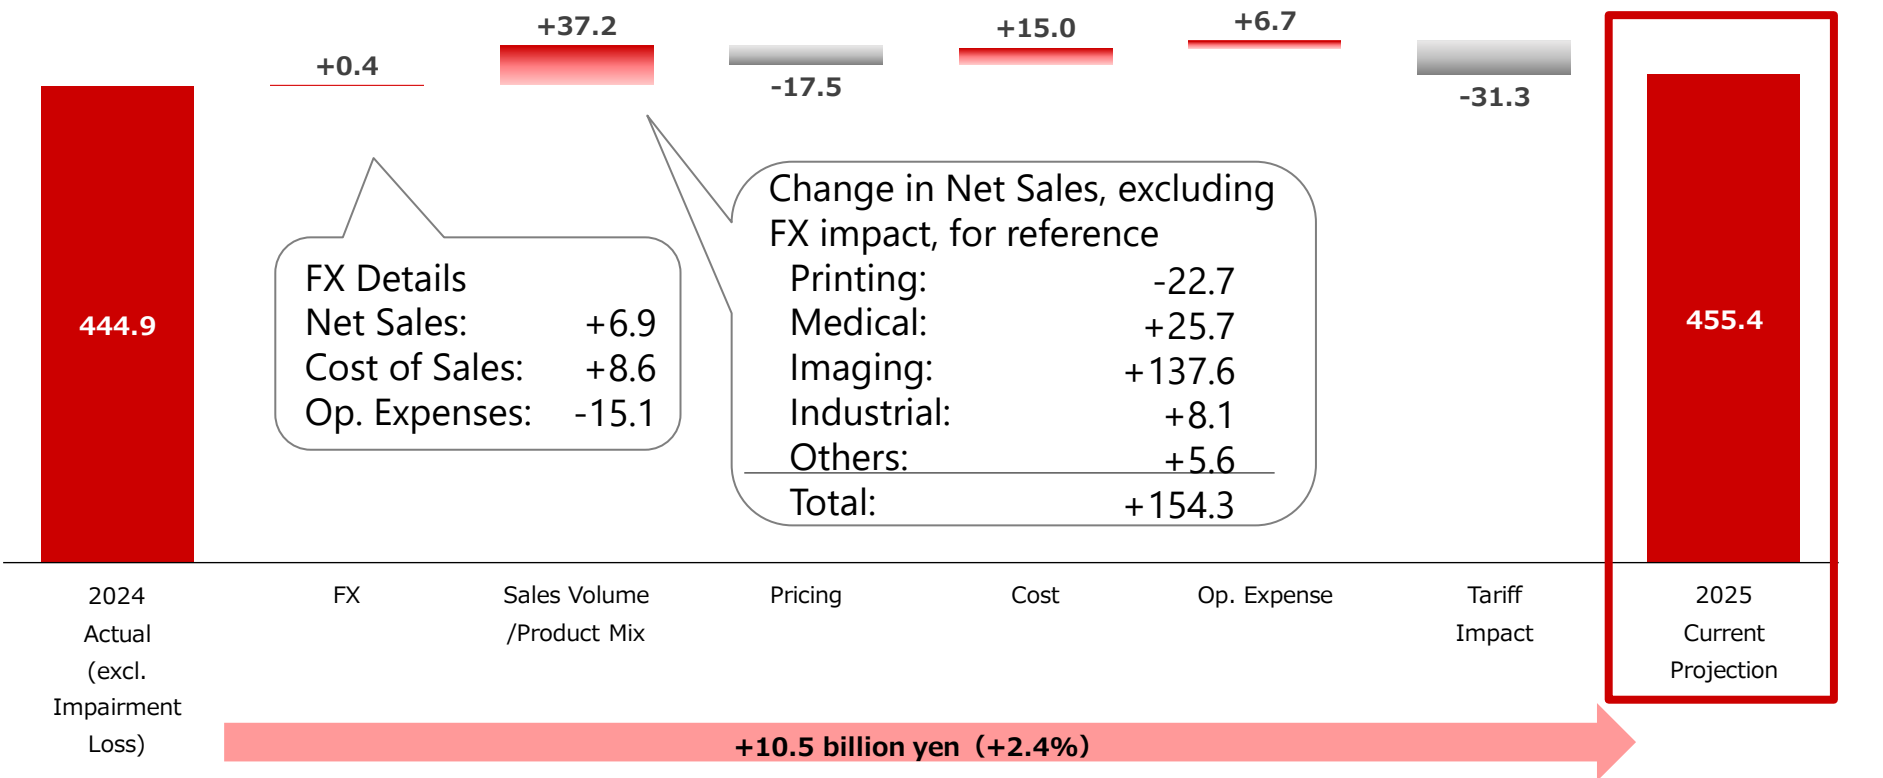 +0.4
+37.2
-17.5
+15.0
+6.7
-31.3
444.9
455.4
FX Details
Net Sales: +6.9
Cost of Sales: +8.6
Op. Expenses: -15.1
Change in Net Sales, excluding
FX impact, for reference
Printing: -22.7
Medical: +25.7
Imaging: +137.6
Industrial: +8.1
Others: +5.6
Total: +154.3
2024
Actual
(excl.
Impairment
Loss)
FX
Sales Volume
/Product Mix
Pricing
Cost
Op. Expense
Tariff
Impact
2025
Current
Projection
+10.5 billion yen（+2.4%）